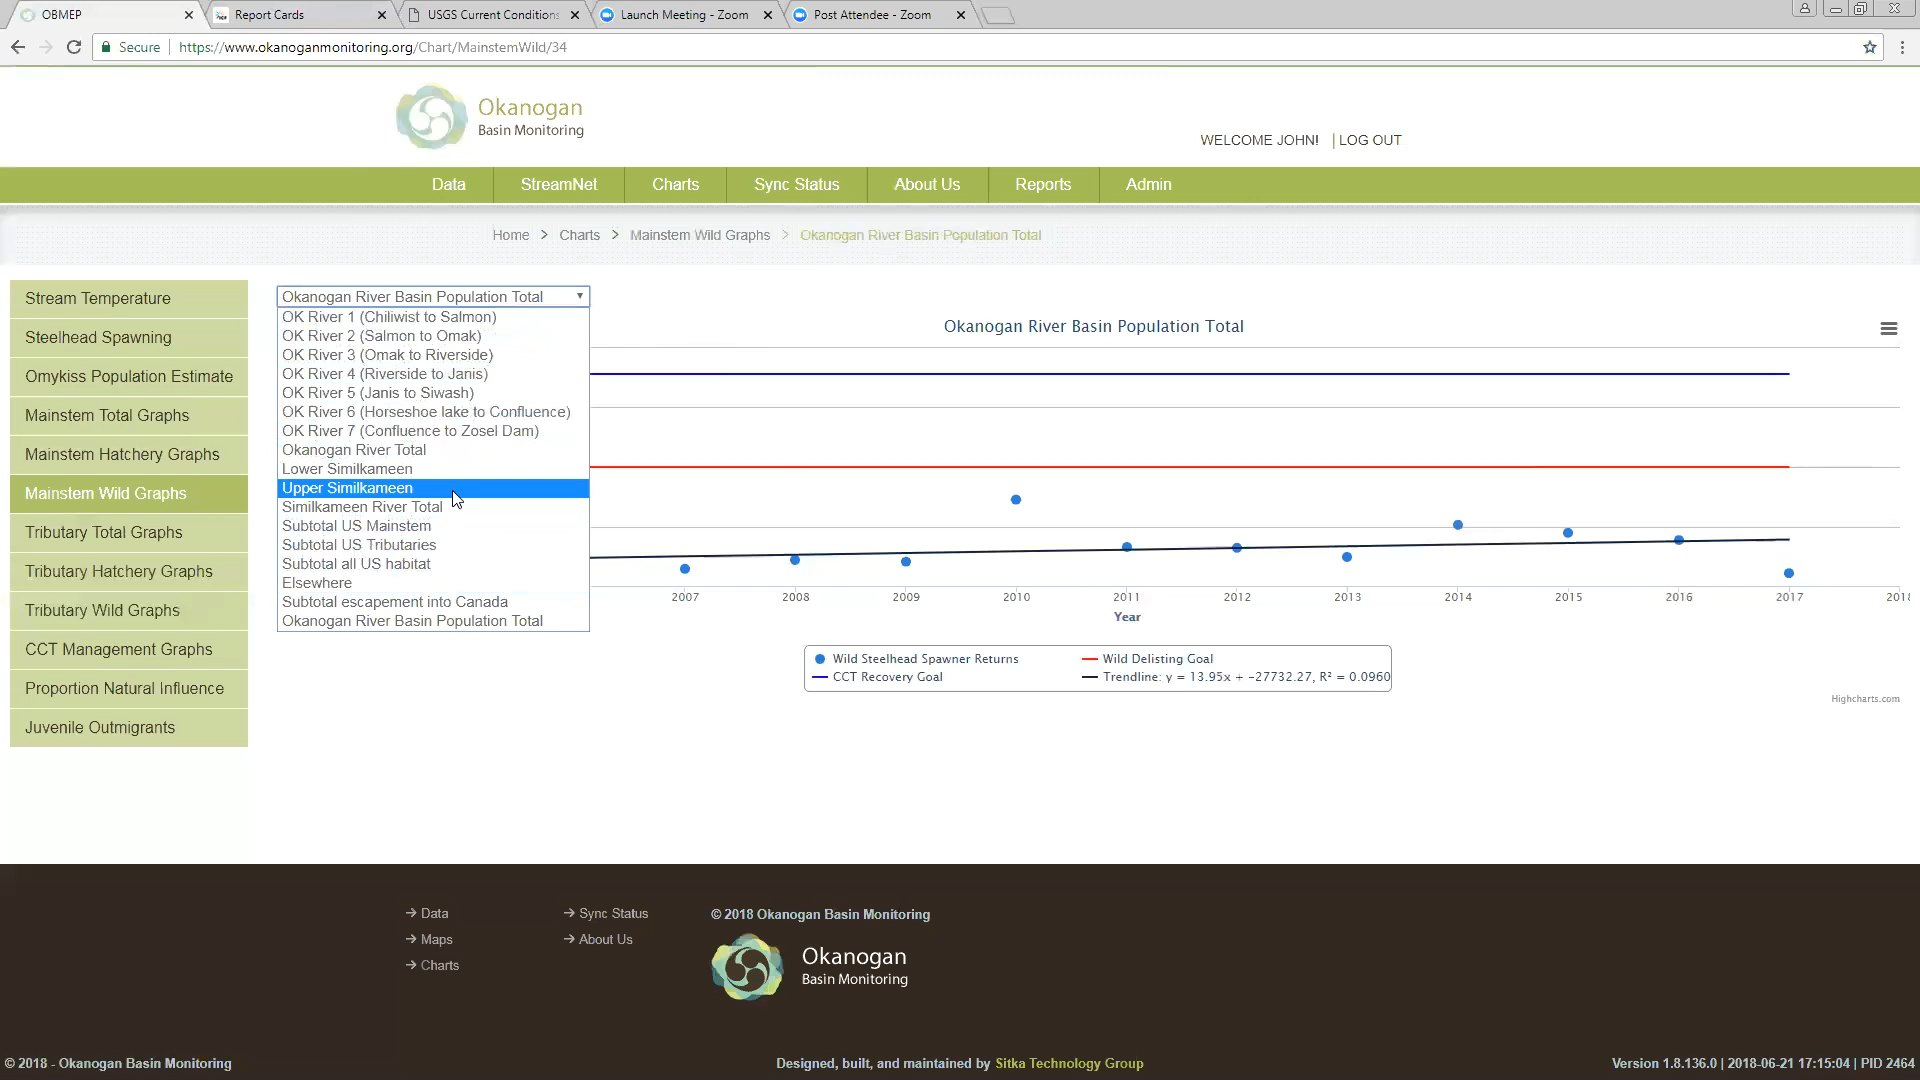 OBMEP
Report Cards
USGS Current Conditions
Launch Meeting - Zoom
Post Attendee - Zoom
Secure
https://www.okanoganmonitoring.org/Chart/MainstemWild/34
Okanogan
Basin Monitoring
WELCOME JOHN! | LOG OUT
Data
StreamNet
Charts
Sync Status
About Us
Reports
Admin
Home > Charts > Mainstem Wild Graphs > Okanogan River Basin Population Total
Stream Temperature
Steelhead Spawning
Omykiss Population Estimate
Mainstem Total Graphs
Mainstem Hatchery Graphs
Mainstem Wild Graphs
Tributary Total Graphs
Tributary Hatchery Graphs
Tributary Wild Graphs
CCT Management Graphs
Proportion Natural Influence
Juvenile Outmigrants
Okanogan River Basin Population Total
OK River 1 (Chiliwist to Salmon)
OK River 2 (Salmon to Omak)
OK River 3 (Omak to Riverside)
OK River 4 (Riverside to Janis)
OK River 5 (Janis to Siwash)
OK River 6 (Horseshoe lake to Confluence)
OK River 7 (Confluence to Zosel Dam)
Okanogan River Total
Lower Similkameen
Upper Similkameen
Similkameen River Total
Subtotal US Mainstem
Subtotal US Tributaries
Subtotal all US habitat
Elsewhere
Subtotal escapement into Canada
Okanogan River Basin Population Total
Okanogan River Basin Population Total
2007 2008 2009 2010 2011 2012 2013 2014 2015 2016 2017 2018
Year
Wild Steelhead Spawner Returns
Wild Delisting Goal
CCT Recovery Goal
Trendline: y = 13.95x + -27732.27, R² = 0.0960
Highcharts.com
→ Data
→ Maps
→ Charts
→ Sync Status
→ About Us
© 2018 Okanogan Basin Monitoring
Okanogan
Basin Monitoring
© 2018 - Okanogan Basin Monitoring
Designed, built, and maintained by Sitka Technology Group
Version 1.8.136.0 | 2018-06-21 17:15:04 | PID 2464